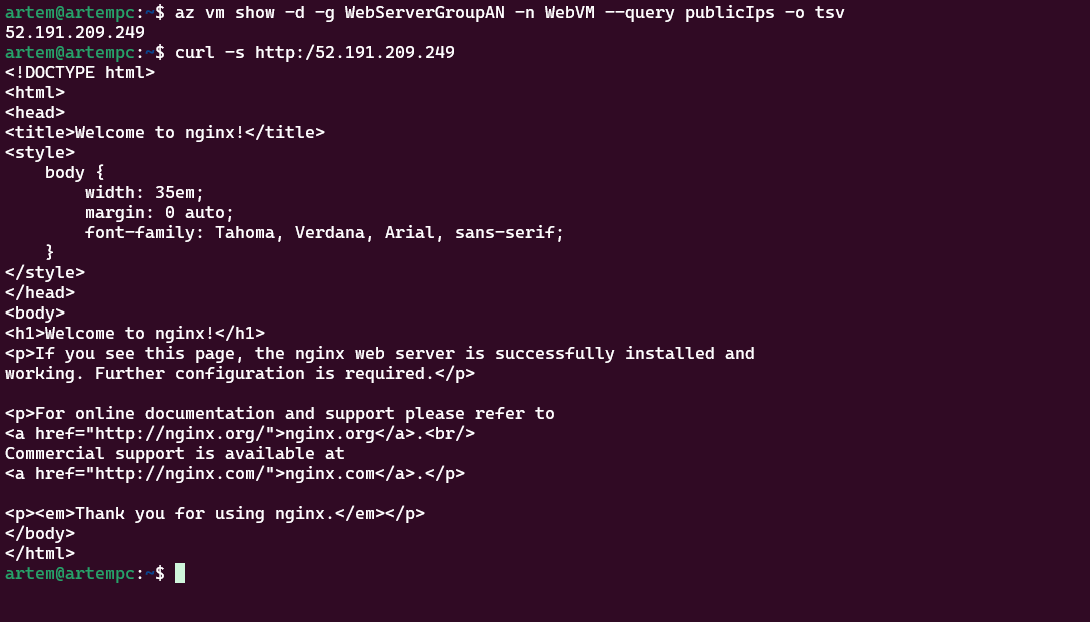 artem@artempc:~$ az vm show -d -g WebServerGroupAN -n WebVM --query publicIps -o tsv
52.191.209.249
artem@artempc:~$ curl -s http:/52.191.209.249
<!DOCTYPE html>
<html>
<head>
<title>Welcome to nginx!</title>
<style>
    body {
        width: 35em;
        margin: 0 auto;
        font-family: Tahoma, Verdana, Arial, sans-serif;
    }
</style>
</head>
<body>
<h1>Welcome to nginx!</h1>
<p>If you see this page, the nginx web server is successfully installed and
working. Further configuration is required.</p>

<p>For online documentation and support please refer to
<a href="http://nginx.org/">nginx.org</a>.<br/>
Commercial support is available at
<a href="http://nginx.com/">nginx.com</a>.</p>

<p><em>Thank you for using nginx.</em></p>
</body>
</html>
artem@artempc:~$